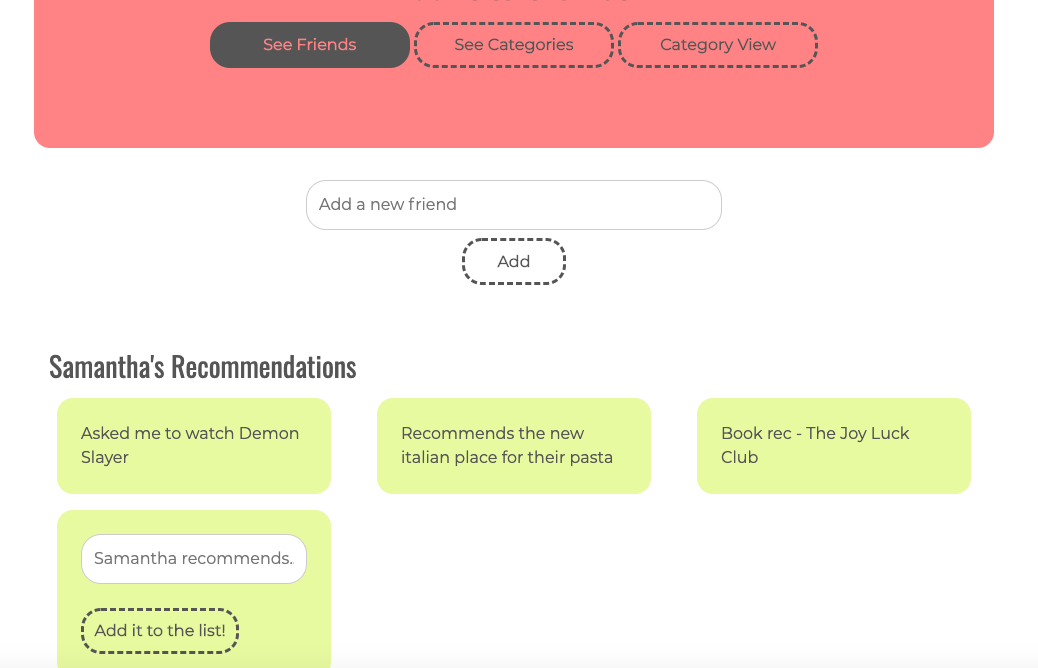 See Friends
See Categories
Category View
Add a new friend
Add
Samantha's Recommendations
Asked me to watch Demon
Slayer
Recommends the new
italian place for their pasta
Book rec - The Joy Luck
Club
Samantha recommends..
Add it to the list!